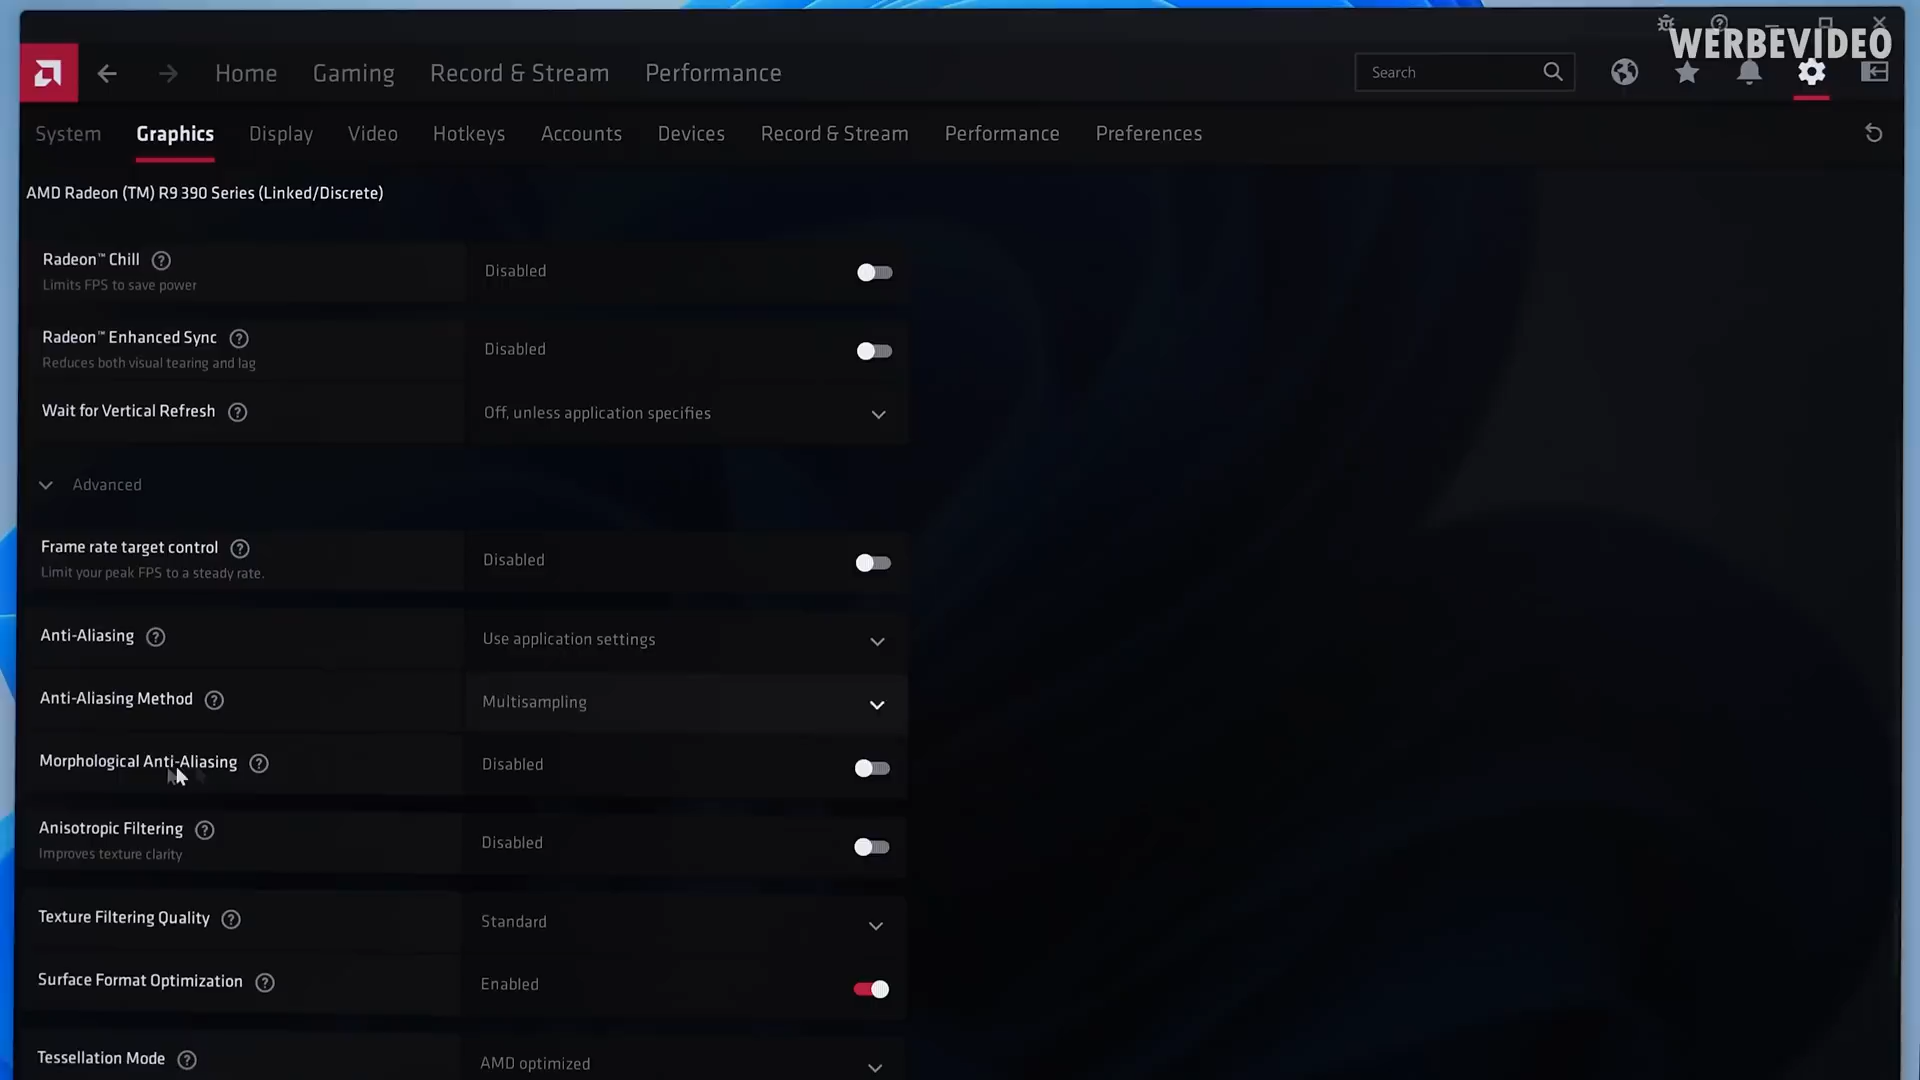 WERBEVIDEO
Home Gaming Record & Stream Performance Search
System Graphics Display Video Hotkeys Accounts Devices Record & Stream Performance Preferences
AMD Radeon (TM) R9 390 Series (Linked/Discrete)
Radeon™ Chill Disabled
Limits FPS to save power
Radeon™ Enhanced Sync Disabled
Reduces both visual tearing and lag
Wait for Vertical Refresh Off, unless application specifies
Advanced
Frame rate target control Disabled
Limit your peak FPS to a steady rate.
Anti-Aliasing Use application settings
Anti-Aliasing Method Multisampling
Morphological Anti-Aliasing Disabled
Anisotropic Filtering Disabled
Improves texture clarity
Texture Filtering Quality Standard
Surface Format Optimization Enabled
Tessellation Mode AMD optimized